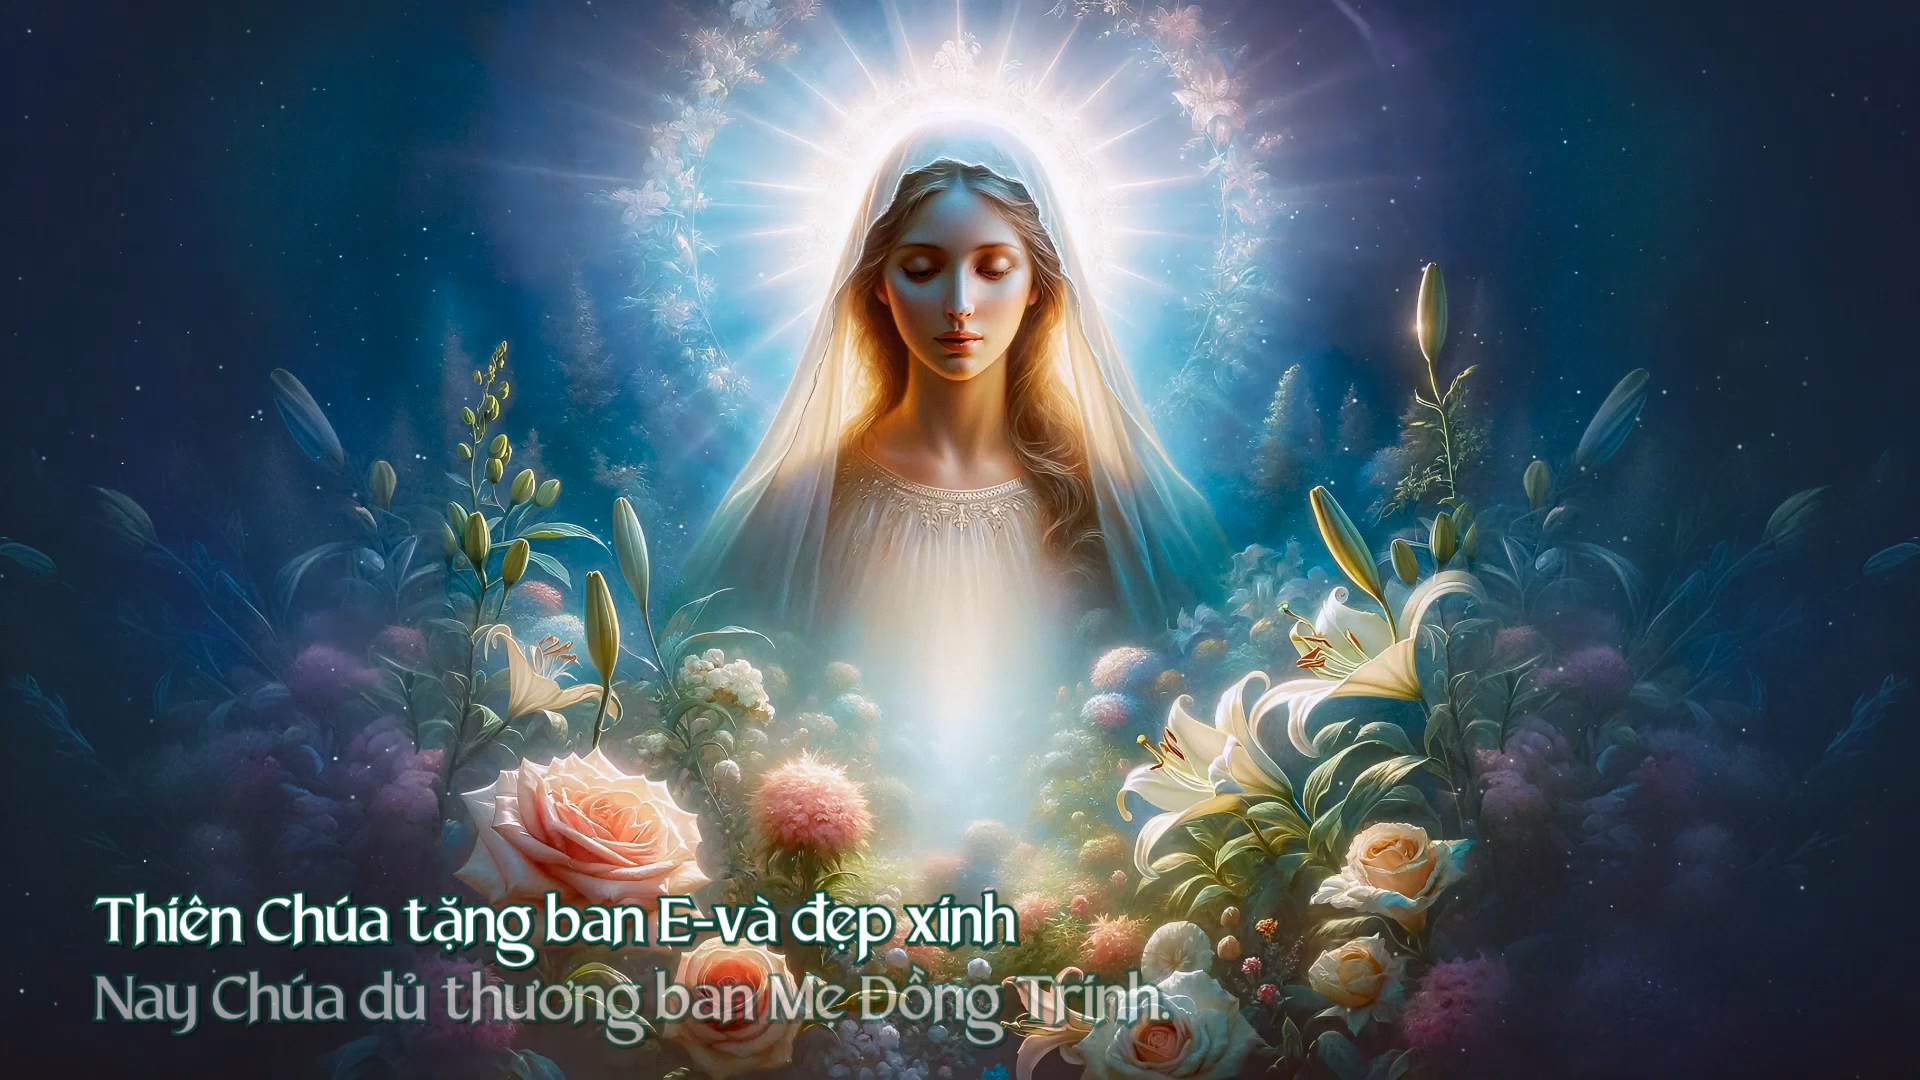 Thiên Chúa tặng ban E-và đẹp xinh
Nay Chúa dủ thương ban Mẹ Đồng Trinh.